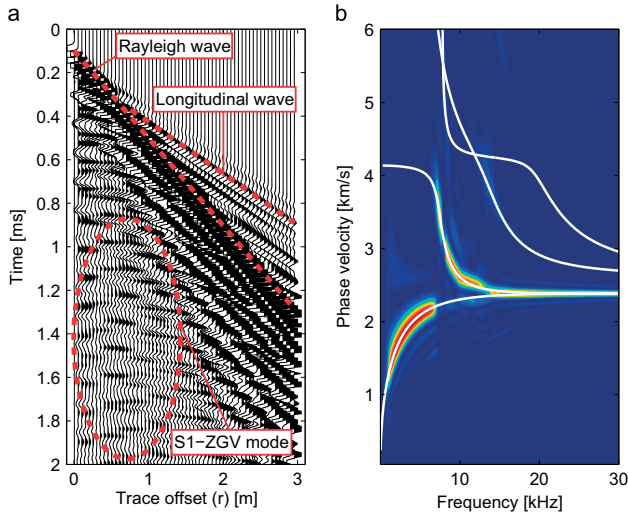 a
0
0.2
0.4
0.6
0.8
1
1.2
1.4
1.6
1.8
2
Time [ms]
Rayleigh wave
Longitudinal wave
S1-ZGV mode
0 1 2 3
Trace offset (r) [m]
b
6
5
4
3
2
1
Phase velocity [km/s]
10 20 30
Frequency [kHz]